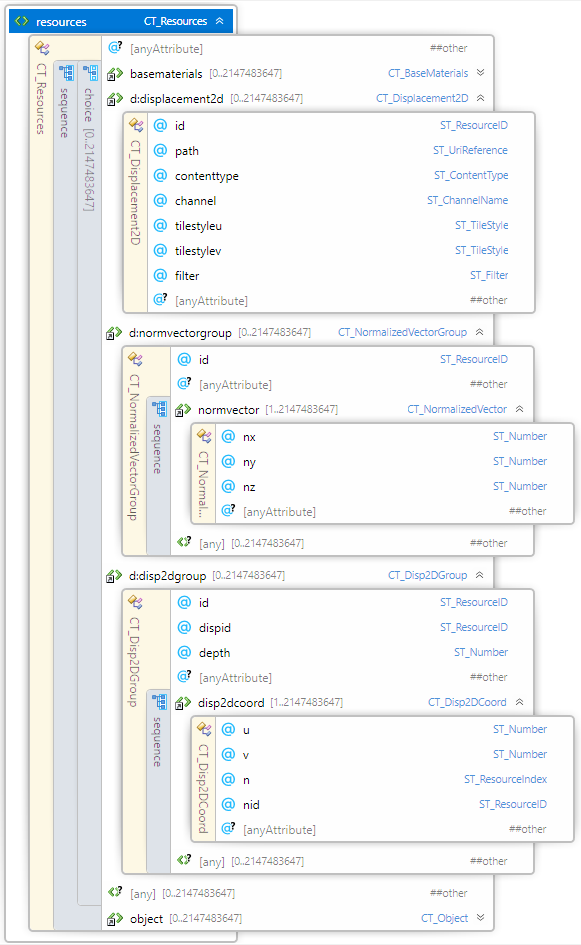 resources CT_Resources
CT_Resources
sequence
choice [0..2147483647]
[anyAttribute] ##other
basematerials [0..2147483647] CT_BaseMaterials
d:displacement2d [0..2147483647] CT_Displacement2D
CT_Displacement2D
id ST_ResourceID
path ST_UriReference
contenttype ST_ContentType
channel ST_ChannelName
tilestyleu ST_TileStyle
tilestylev ST_TileStyle
filter ST_Filter
[anyAttribute] ##other
d:normvectorgroup [0..2147483647] CT_NormalizedVectorGroup
CT_NormalizedVectorGroup
id ST_ResourceID
[anyAttribute] ##other
sequence
normvector [1..2147483647] CT_NormalizedVector
CT_Normal...
nx ST_Number
ny ST_Number
nz ST_Number
[anyAttribute] ##other
[any] [0..2147483647] ##other
d:disp2dgroup [0..2147483647] CT_Disp2DGroup
CT_Disp2DGroup
id ST_ResourceID
dispid ST_ResourceID
depth ST_Number
[anyAttribute] ##other
sequence
disp2dcoord [1..2147483647] CT_Disp2DCoord
CT_Disp2DCoord
u ST_Number
v ST_Number
n ST_ResourceIndex
nid ST_ResourceID
[anyAttribute] ##other
[any] [0..2147483647] ##other
[any] [0..2147483647] ##other
object [0..2147483647] CT_Object